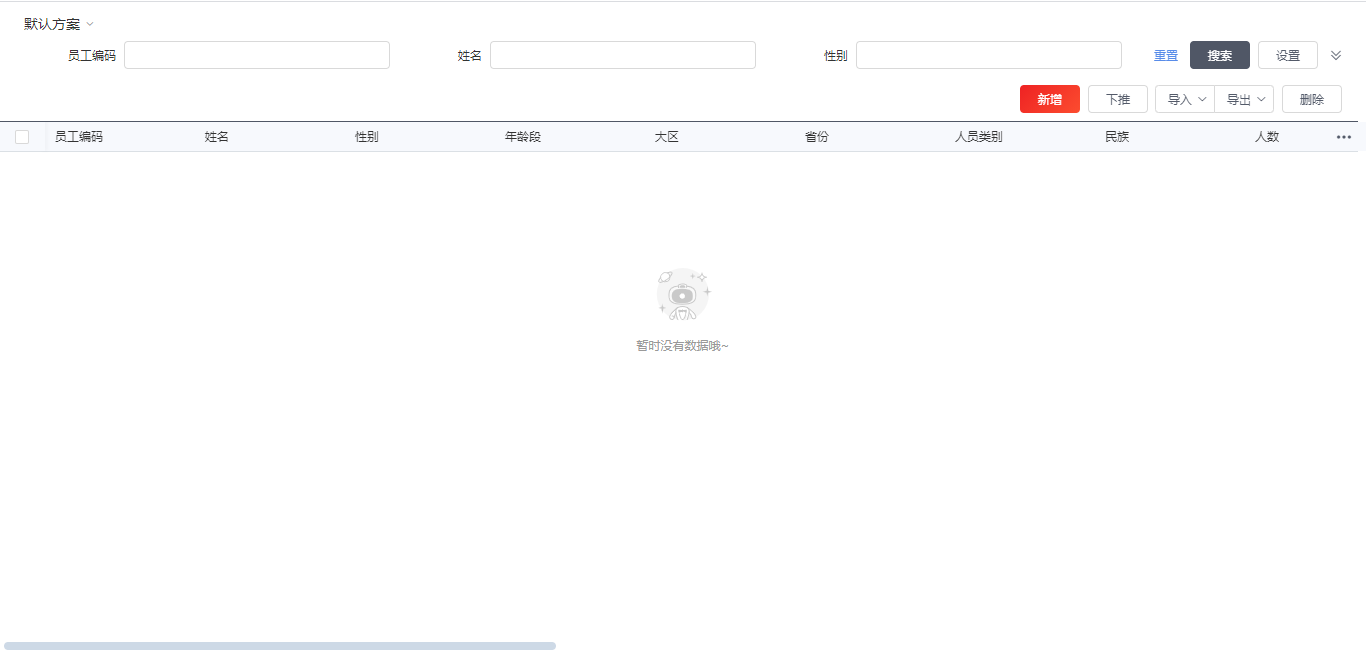 默认方案
员工编码 姓名 性别 重置 搜索 设置
新增 下推 导入 导出 删除
员工编码 姓名 性别 年龄段 大区 省份 人员类别 民族 人数
暂时没有数据哦~